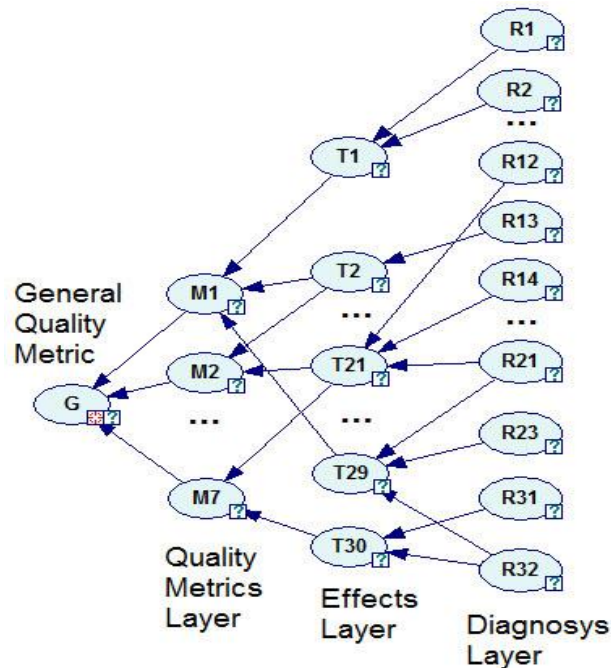 R1
?
R2
?
...
T1
?
R12
?
R13
?
T2
?
R14
?
General
Quality
Metric
M1
?
...
...
M2
?
T21
?
R21
?
G
?
...
...
R23
?
T29
?
M7
?
R31
?
T30
?
R32
?
Quality
Metrics
Layer
Effects
Layer
Diagnosys
Layer